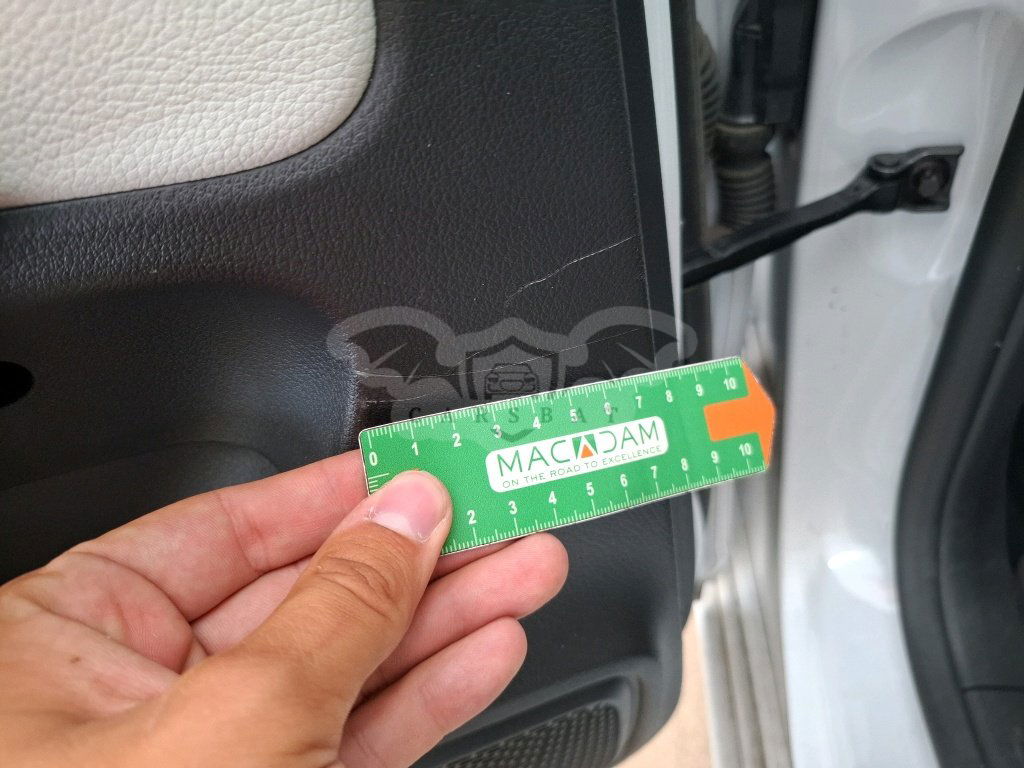 CARSBAT
0 1 2 3 4 5 6 7 8 9 10
MACADAM
ON THE ROAD TO EXCELLENCE
2 3 4 5 6 7 8 9 10